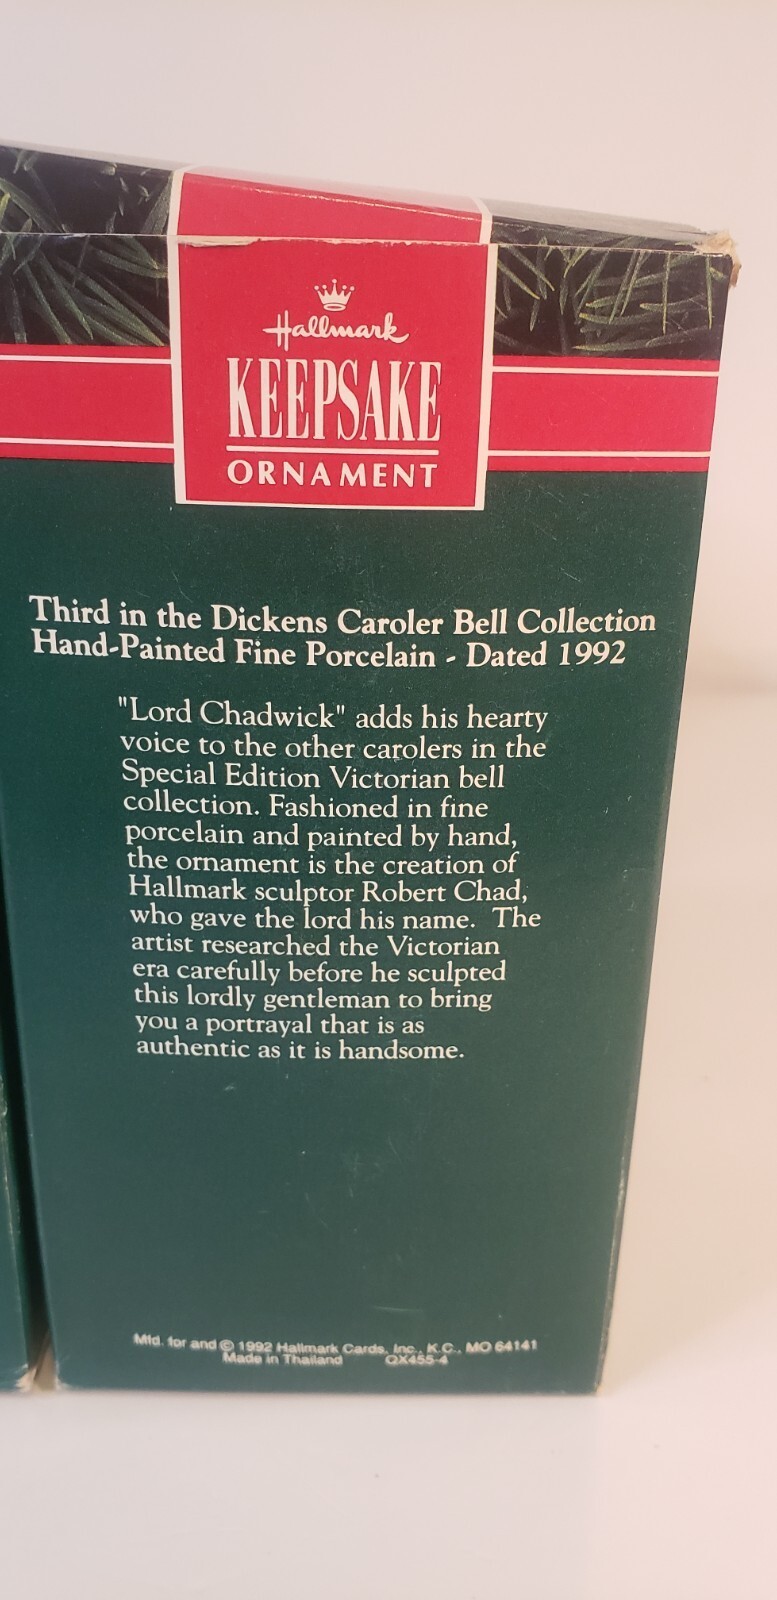 Hallmark
KEEPSAKE
ORNAMENT
Third in the Dickens Caroler Bell Collection
Hand-Painted Fine Porcelain - Dated 1992
"Lord Chadwick" adds his hearty
voice to the other carolers in the
Special Edition Victorian bell
collection. Fashioned in fine
porcelain and painted by hand,
the ornament is the creation of
Hallmark sculptor Robert Chad,
who gave the lord his name. The
artist researched the Victorian
era carefully before he sculpted
this lordly gentleman to bring
you a portrayal that is as
authentic as it is handsome.
Mfd. for and © 1992 Hallmark Cards, Inc., K.C., MO 64141
Made in Thailand QX455-4